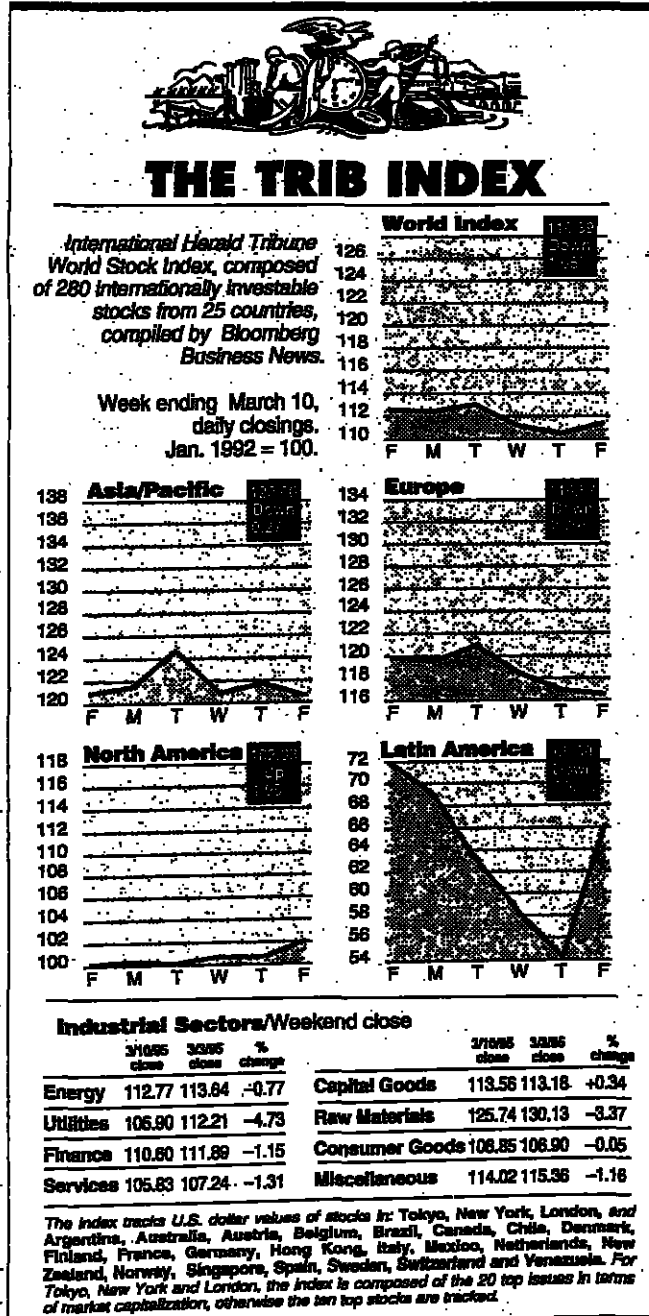 THE TRIB INDEX
International Herald Tribune
World Stock Index, composed
of 280 internationally investable
stocks from 25 countries,
compiled by Bloomberg
Business News.
Week ending March 10,
daily closings.
Jan. 1992 = 100.
World Index
Down
126
124
122
120
118
116
114
112
110
F M T W T F
Asia/Pacific
Down
138
136
134
132
130
128
126
124
122
120
F M T W T F
Europe
Down
134
132
130
128
126
124
122
120
118
116
F M T W T F
North America
Up
118
116
114
112
110
108
106
104
102
100
F M T W T F
Latin America
Down
72
70
68
66
64
62
60
58
56
54
F M T W T F
Industrial Sectors/Weekend close
3/10/95 close 3/3/95 close % change
Energy 112.77 113.64 –0.77
Utilities 106.90 112.21 –4.73
Finance 110.60 111.89 –1.15
Services 105.83 107.24 –1.31
3/10/95 close 3/3/95 close % change
Capital Goods 113.56 113.18 +0.34
Raw Materials 125.74 130.13 –3.37
Consumer Goods 106.85 106.90 –0.05
Miscellaneous 114.02 115.36 –1.16
The index tracks U.S. dollar values of stocks in: Tokyo, New York, London, and
Argentina, Australia, Austria, Belgium, Brazil, Canada, Chile, Denmark,
Finland, France, Germany, Hong Kong, Italy, Mexico, Netherlands, New
Zealand, Norway, Singapore, Spain, Sweden, Switzerland and Venezuela. For
Tokyo, New York and London, the index is composed of the 20 top issues in terms
of market capitalization, otherwise the ten top stocks are tracked.